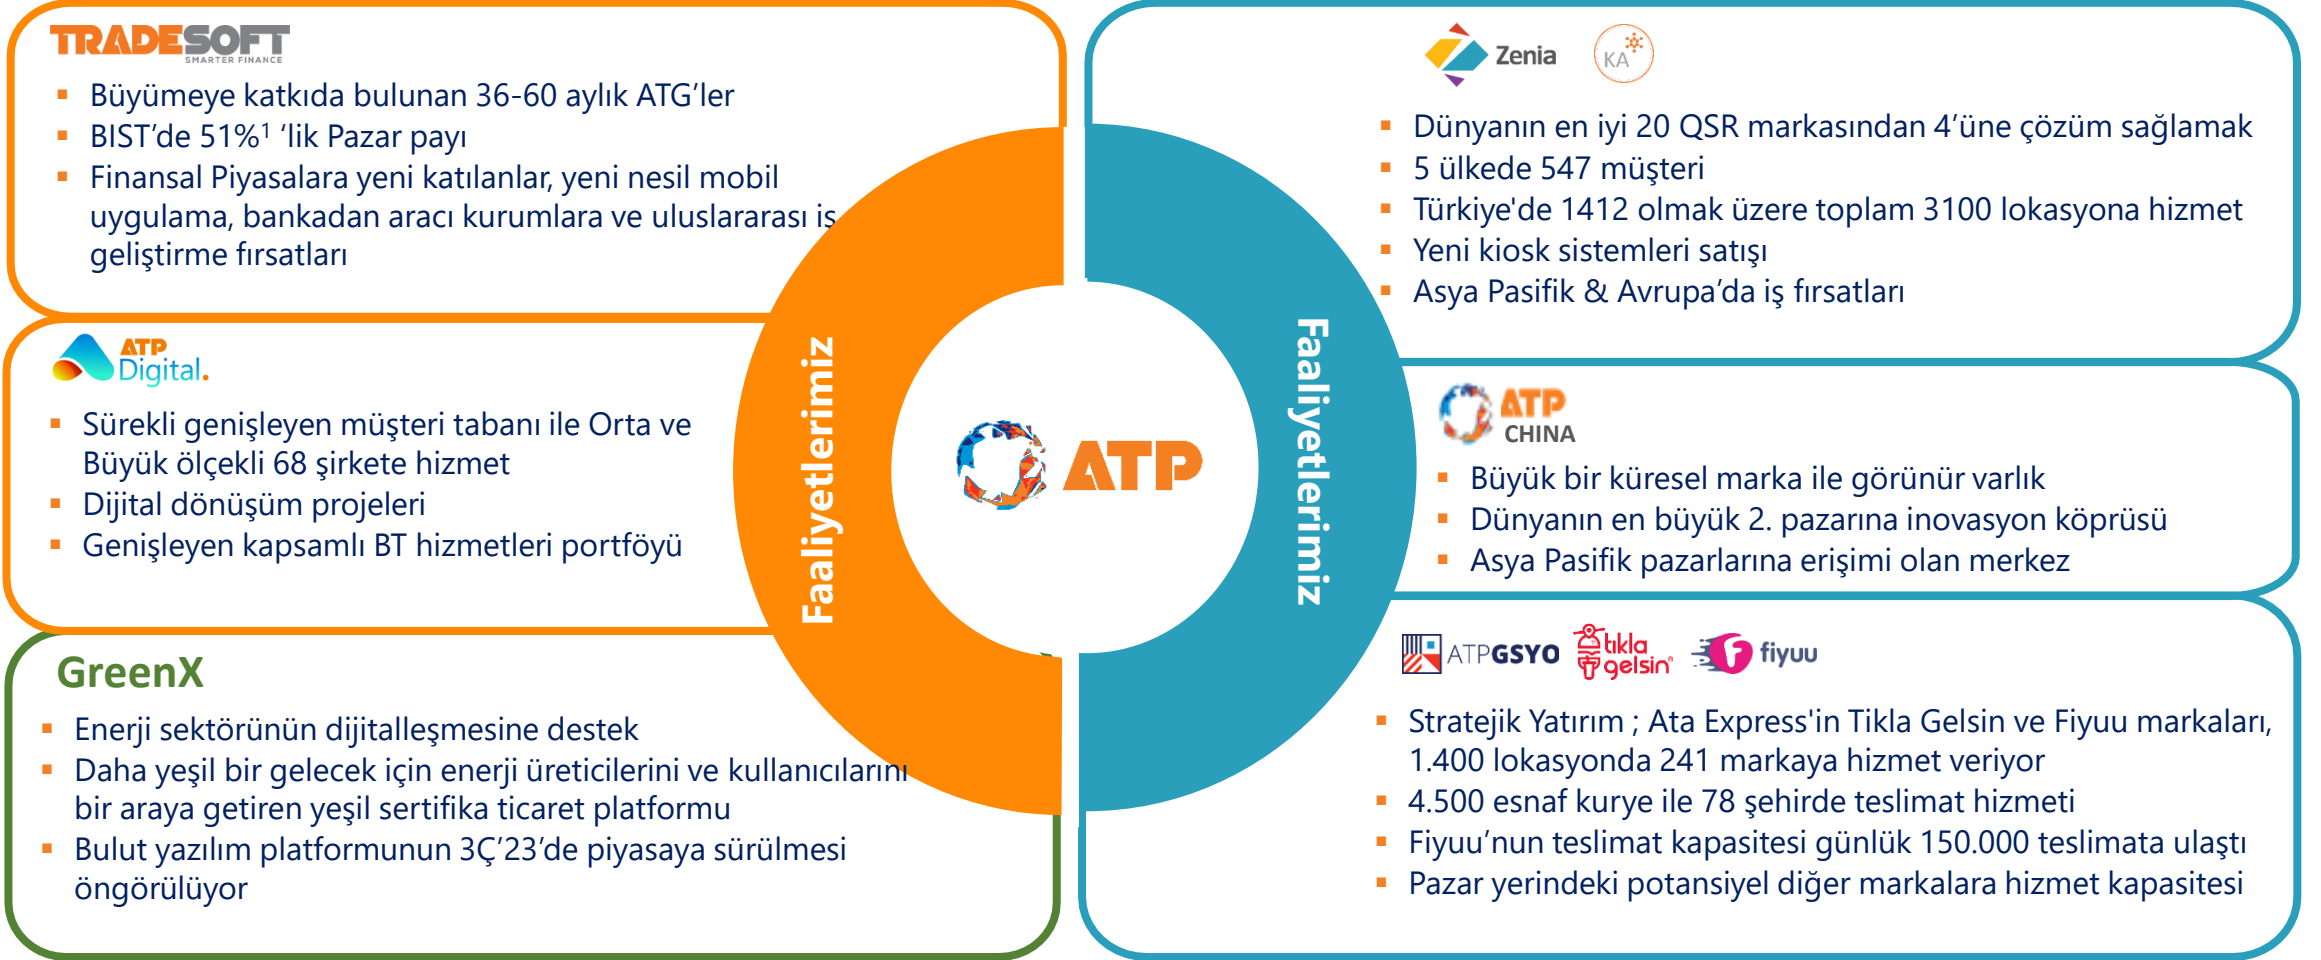 TRADESOFT
SMARTER FINANCE
▪ Büyümeye katkıda bulunan 36-60 aylık ATG’ler
▪ BIST’de 51%¹ ‘lik Pazar payı
▪ Finansal Piyasalara yeni katılanlar, yeni nesil mobil
uygulama, bankadan aracı kurumlara ve uluslararası iş
geliştirme fırsatları
ATP
Digital.
▪ Sürekli genişleyen müşteri tabanı ile Orta ve
Büyük ölçekli 68 şirkete hizmet
▪ Dijital dönüşüm projeleri
▪ Genişleyen kapsamlı BT hizmetleri portföyü
GreenX
▪ Enerji sektörünün dijitalleşmesine destek
▪ Daha yeşil bir gelecek için enerji üreticilerini ve kullanıcılarını
bir araya getiren yeşil sertifika ticaret platformu
▪ Bulut yazılım platformunun 3Ç’23’de piyasaya sürülmesi
öngörülüyor
Faaliyetlerimiz
ATP
Faaliyetlerimiz
Zenia
KA
▪ Dünyanın en iyi 20 QSR markasından 4’üne çözüm sağlamak
▪ 5 ülkede 547 müşteri
▪ Türkiye'de 1412 olmak üzere toplam 3100 lokasyona hizmet
▪ Yeni kiosk sistemleri satışı
▪ Asya Pasifik & Avrupa’da iş fırsatları
ATP
CHINA
▪ Büyük bir küresel marka ile görünür varlık
▪ Dünyanın en büyük 2. pazarına inovasyon köprüsü
▪ Asya Pasifik pazarlarına erişimi olan merkez
ATPGSYO
tıkla
gelsin
fiyuu
▪ Stratejik Yatırım ; Ata Express'in Tikla Gelsin ve Fiyuu markaları,
1.400 lokasyonda 241 markaya hizmet veriyor
▪ 4.500 esnaf kurye ile 78 şehirde teslimat hizmeti
▪ Fiyuu’nun teslimat kapasitesi günlük 150.000 teslimata ulaştı
▪ Pazar yerindeki potansiyel diğer markalara hizmet kapasitesi